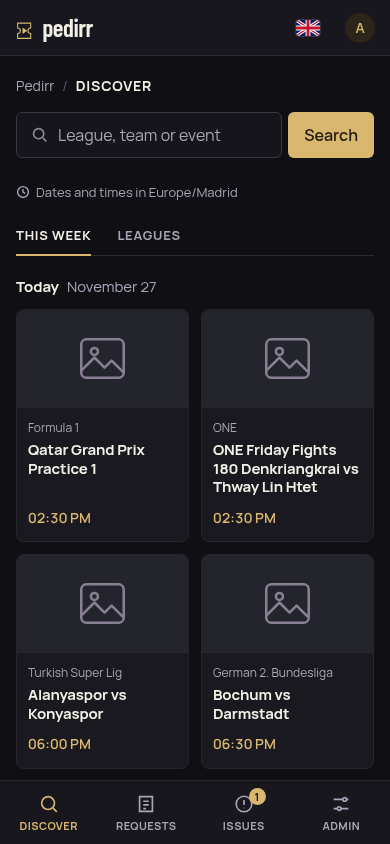 pedirr
A
Pedirr / DISCOVER
League, team or event
Search
Dates and times in Europe/Madrid
THIS WEEK
LEAGUES
Today November 27
Formula 1
Qatar Grand Prix
Practice 1
02:30 PM
ONE
ONE Friday Fights
180 Denkriangkrai vs
Thway Lin Htet
02:30 PM
Turkish Super Lig
Alanyaspor vs
Konyaspor
06:00 PM
German 2. Bundesliga
Bochum vs
Darmstadt
06:30 PM
DISCOVER
REQUESTS
1
ISSUES
ADMIN